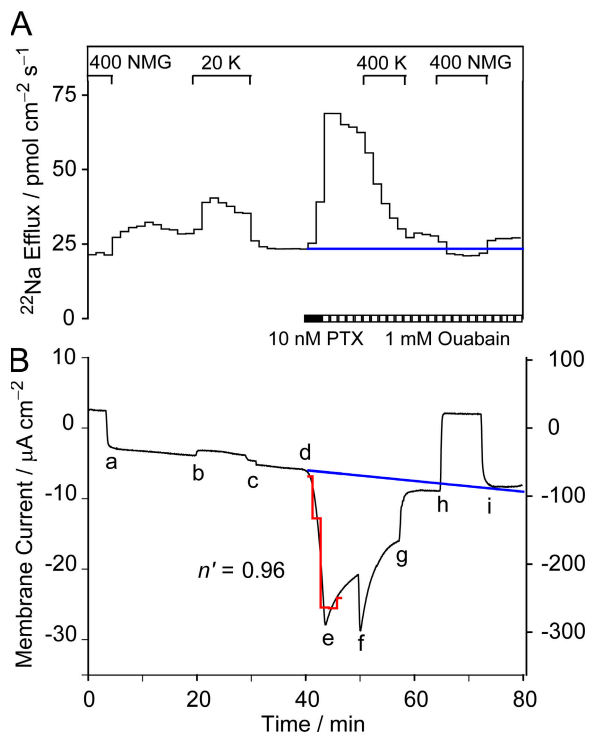 A
400 NMG 20 K 400 K 400 NMG
²²Na Efflux / pmol cm⁻² s⁻¹
75
50
25
0
10 nM PTX 1 mM Ouabain
B
Membrane Current / μA cm⁻²
10
0
-10
-20
-30
100
0
-100
-200
-300
a
b
c
d
e
f
g
h
i
n' = 0.96
0 20 40 60 80
Time / min